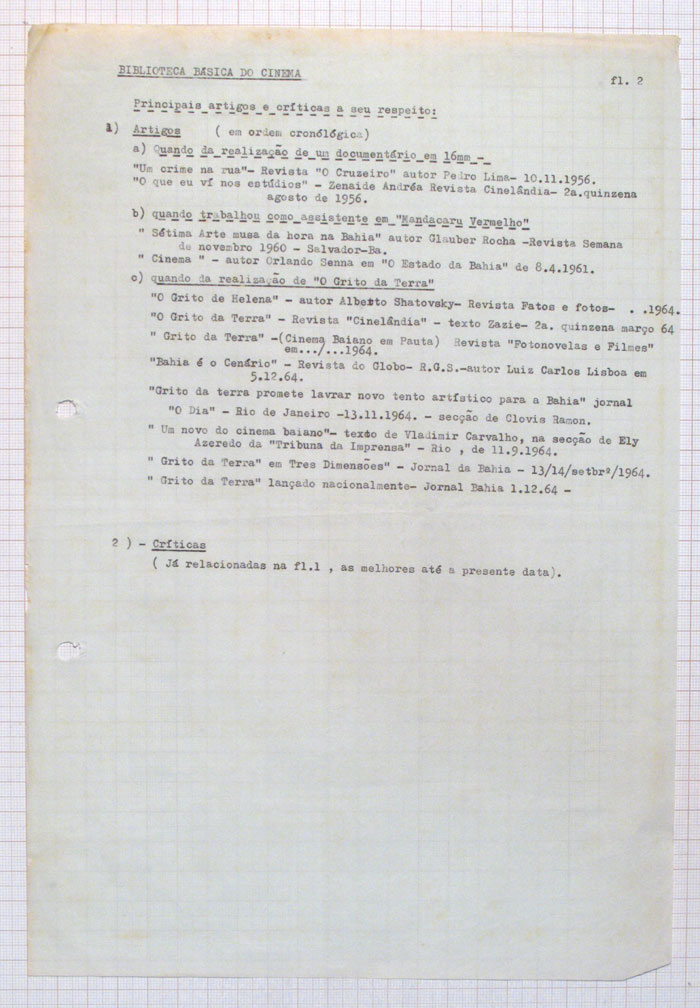 BIBLIOTECA BÁSICA DO CINEMA
fl. 2
Principais artigos e críticas a seu respeito:
1) Artigos ( em ordem cronólógica)
a) Quando da realização de um documentário em 16mm -
"Um crime na rua"- Revista "O Cruzeiro" autor Pedro Lima- 10.11.1956.
"O que eu ví nos estúdios" - Zenaide Andréa Revista Cinelândia- 2a.quinzena
agosto de 1956.
b) quando trabalhou como assistente em "Mandacaru Vermelho"
" Sétima Arte musa da hora na Bahia" autor Glauber Rocha -Revista Semana
de novembro 1960 - Salvador-Ba.
" Cinema " - autor Orlando Senna em "O Estado da Bahia" de 8.4.1961.
c) quando da realização de "O Grito da Terra"
"O Grito de Helena" - autor Alberto Shatovsky- Revista Fatos e fotos- . .1964.
"O Grito da Terra" - Revista "Cinelândia" - texto Zazie- 2a. quinzena março 64
" Grito da Terra" -(Cinema Baiano em Pauta) Revista "Fotonovelas e Filmes"
em.../...1964.
"Bahia é o Cenário" - Revista do Globo- R.G.S.-autor Luiz Carlos Lisboa em
5.12.64.
"Grito da terra promete lavrar novo tento artístico para a Bahia" jornal
"O Dia" - Rio de Janeiro -13.11.1964. - secção de Clovis Ramon.
" Um novo do cinema baiano"- texto de Vladimir Carvalho, na secção de Ely
Azeredo da "Tribuna da Imprensa" - Rio , de 11.9.1964.
" Grito da Terra" em Tres Dimensões" - Jornal da Bahia - 13/14/setbrº/1964.
" Grito da Terra" lançado nacionalmente- Jornal Bahia 1.12.64 -
2 ) - Críticas
( Já relacionadas na fl.1 , as melhores até a presente data).